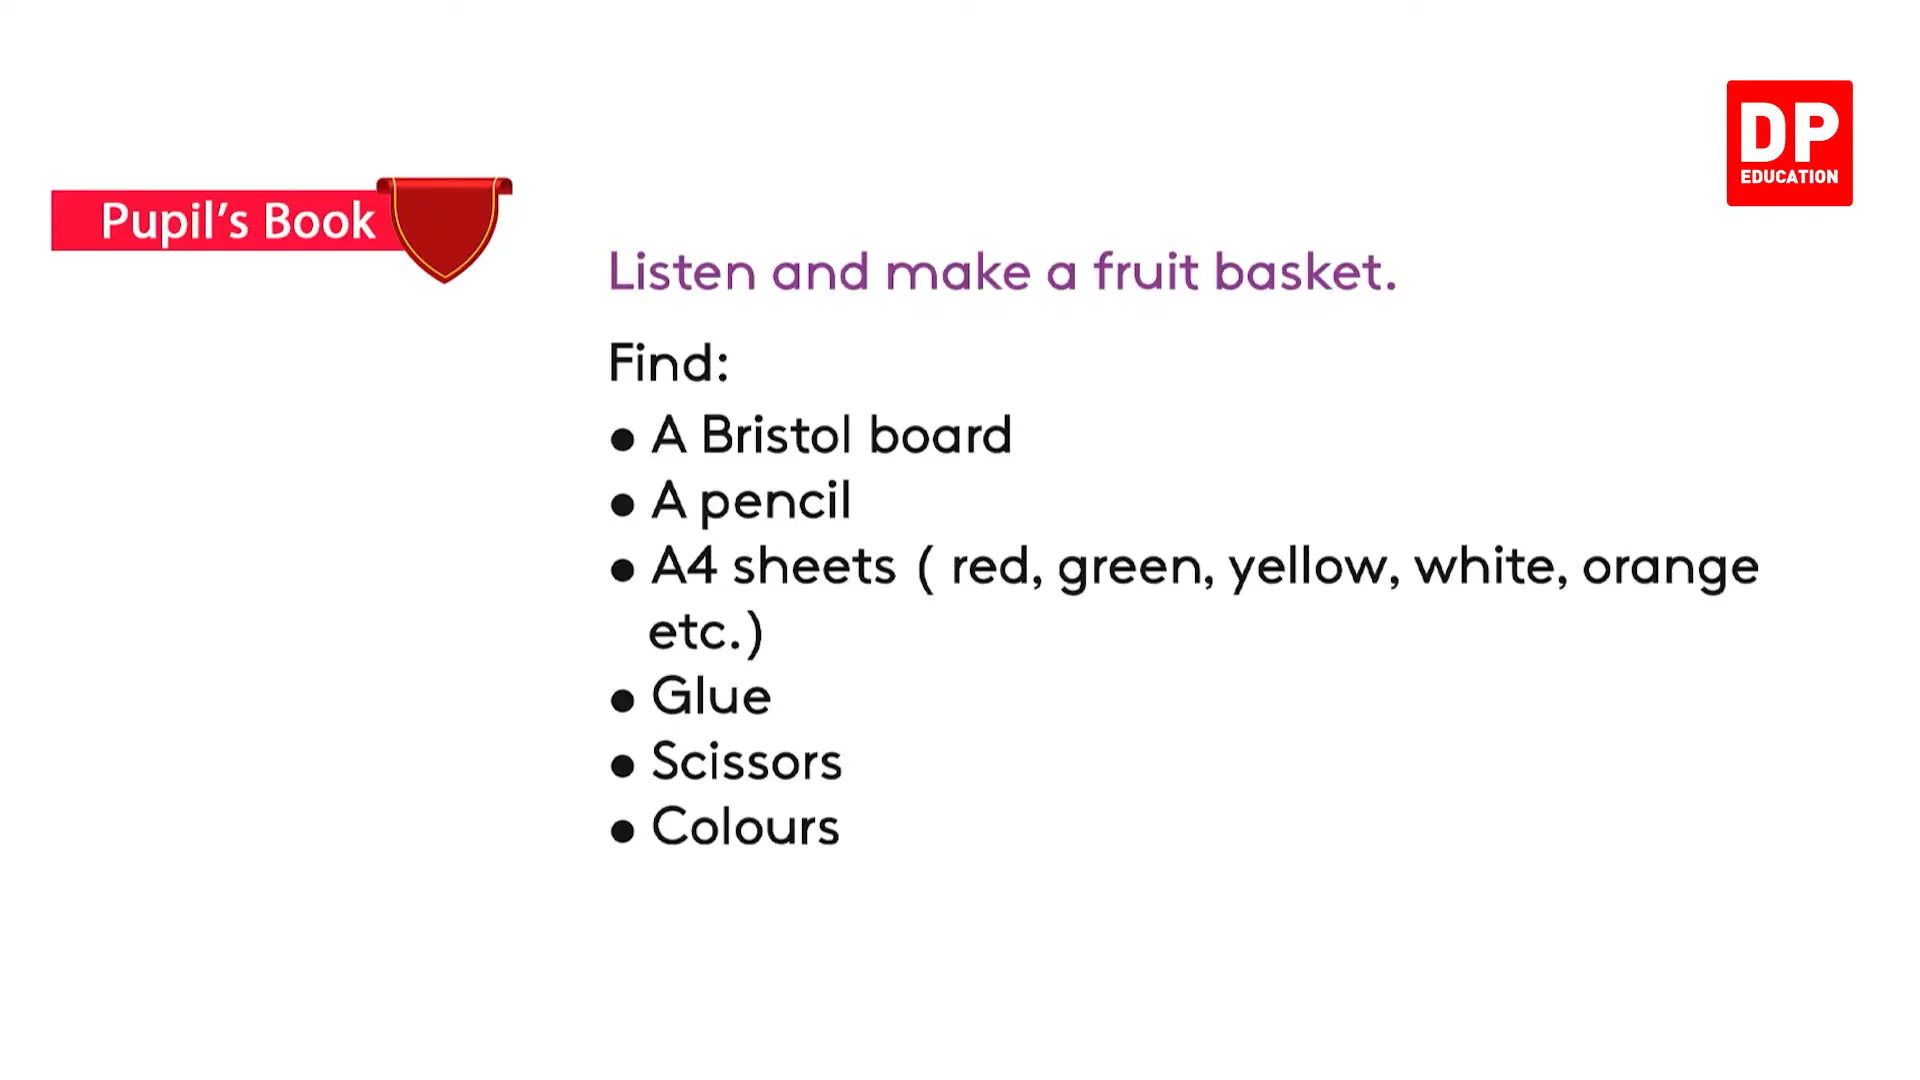 DP
EDUCATION
Pupil's Book
Listen and make a fruit basket.
Find:
● A Bristol board
● A pencil
● A4 sheets ( red, green, yellow, white, orange
etc.)
● Glue
● Scissors
● Colours